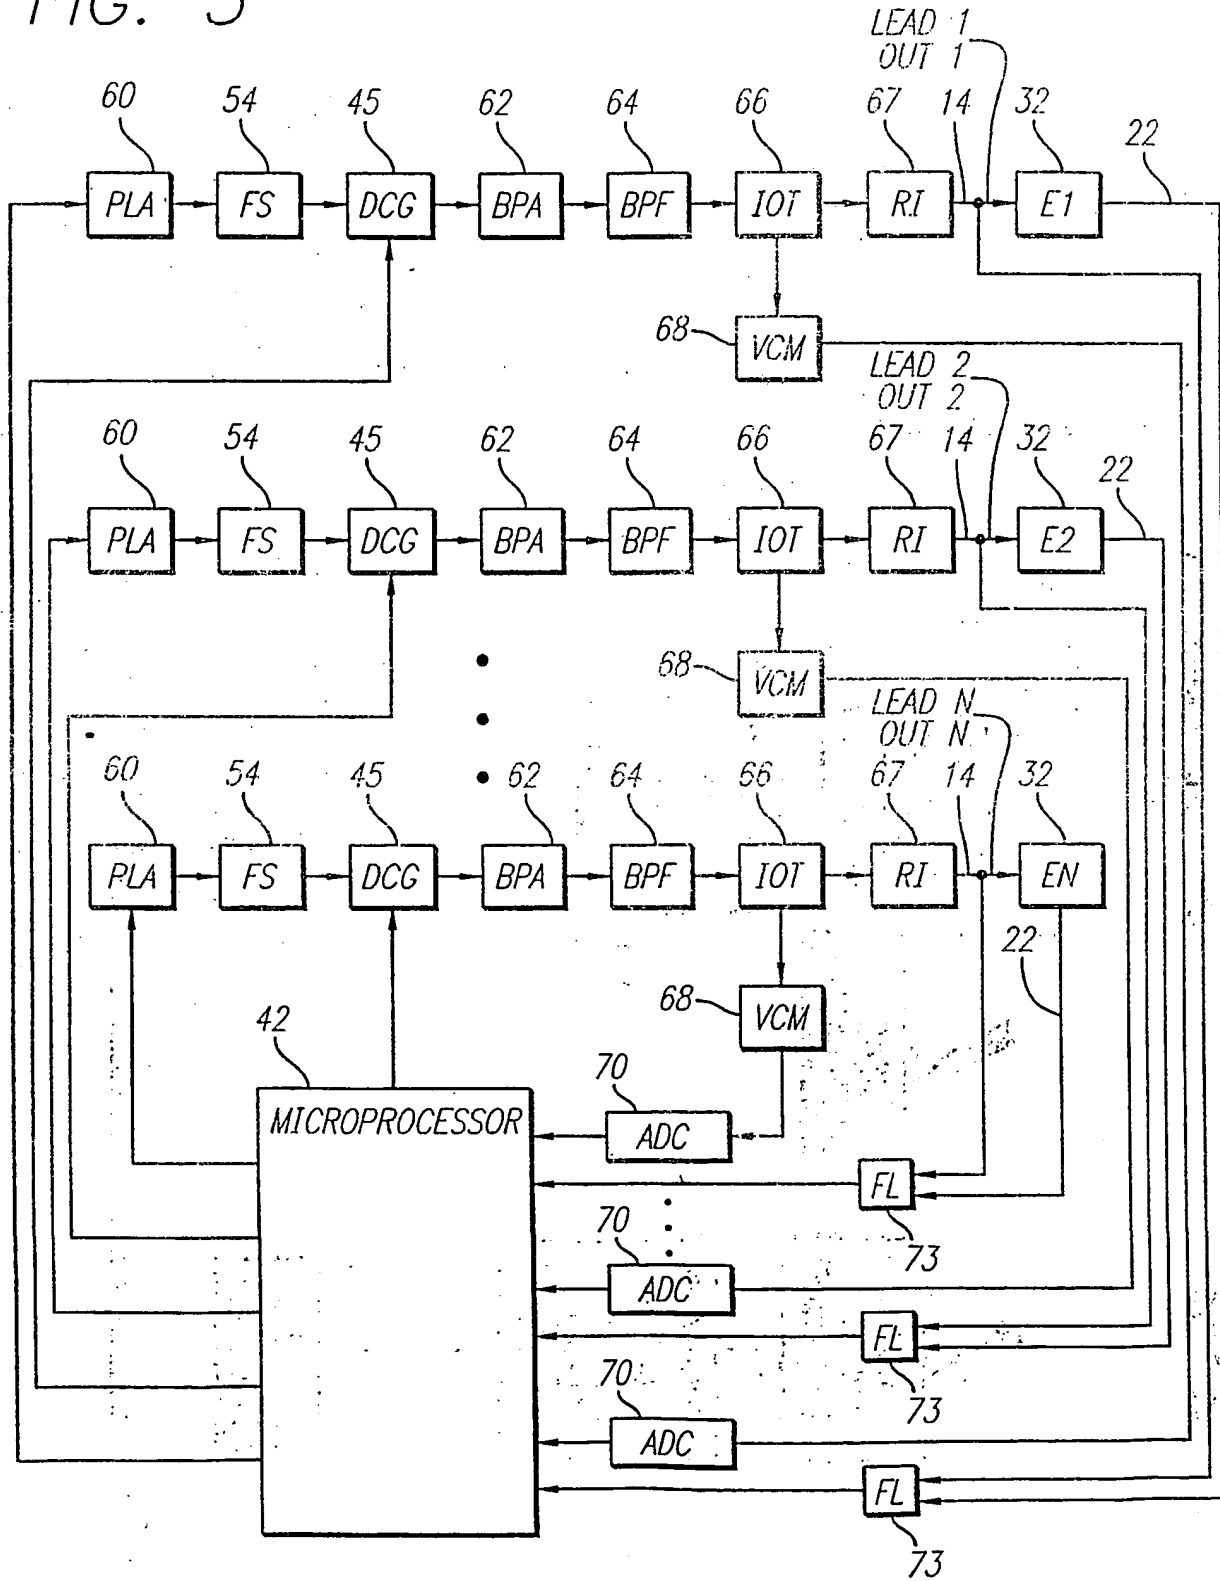 FIG. 5
LEAD 1
OUT 1
60 54 45 62 64 66 67 14 32 22
PLA FS DCG BPA BPF IOT RI E1
68 VCM
LEAD 2
OUT 2
60 54 45 62 64 66 67 14 32 22
PLA FS DCG BPA BPF IOT RI E2
68 VCM
LEAD N
OUT N
60 54 45 62 64 66 67 14 32
PLA FS DCG BPA BPF IOT RI EN
22
68 VCM
42
MICROPROCESSOR
70
ADC
FL
73
70
ADC
FL
73
70
ADC
FL
73